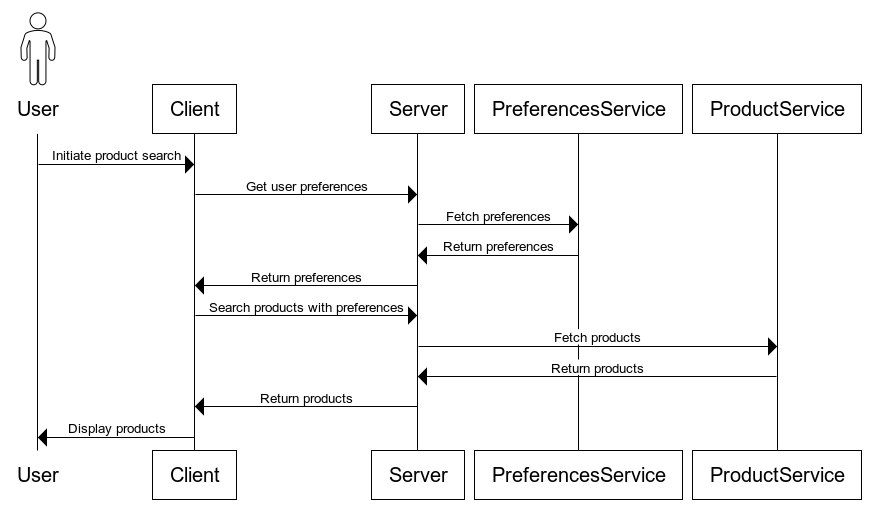 User
Client
Server
PreferencesService
ProductService
Initiate product search
Get user preferences
Fetch preferences
Return preferences
Return preferences
Search products with preferences
Fetch products
Return products
Return products
Display products
User
Client
Server
PreferencesService
ProductService